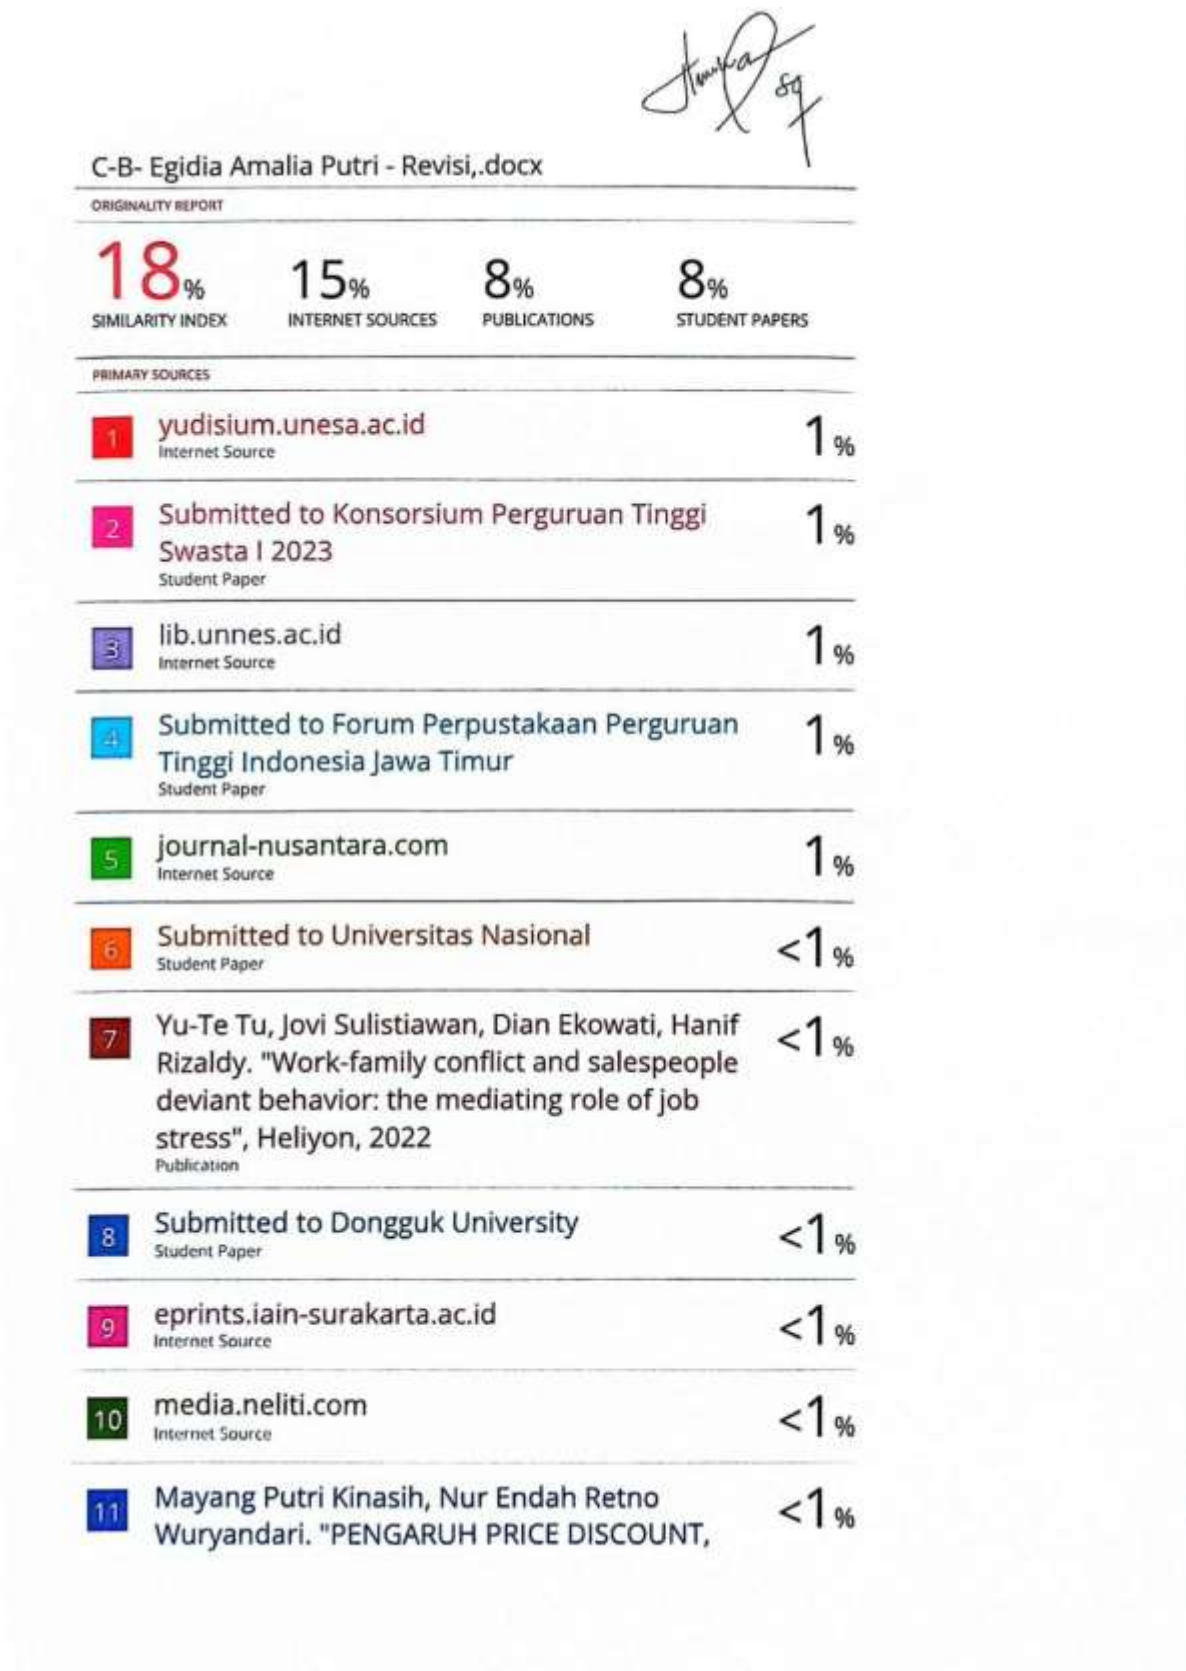 C-B- Egidia Amalia Putri - Revisi,.docx
ORIGINALITY REPORT
18% 15% 8% 8%
SIMILARITY INDEX INTERNET SOURCES PUBLICATIONS STUDENT PAPERS
PRIMARY SOURCES
1 yudisium.unesa.ac.id 1%
Internet Source
2 Submitted to Konsorsium Perguruan Tinggi 1%
Swasta I 2023
Student Paper
3 lib.unnes.ac.id 1%
Internet Source
4 Submitted to Forum Perpustakaan Perguruan 1%
Tinggi Indonesia Jawa Timur
Student Paper
5 journal-nusantara.com 1%
Internet Source
6 Submitted to Universitas Nasional <1%
Student Paper
7 Yu-Te Tu, Jovi Sulistiawan, Dian Ekowati, Hanif <1%
Rizaldy. "Work-family conflict and salespeople
deviant behavior: the mediating role of job
stress", Heliyon, 2022
Publication
8 Submitted to Dongguk University <1%
Student Paper
9 eprints.iain-surakarta.ac.id <1%
Internet Source
10 media.neliti.com <1%
Internet Source
11 Mayang Putri Kinasih, Nur Endah Retno <1%
Wuryandari. "PENGARUH PRICE DISCOUNT,